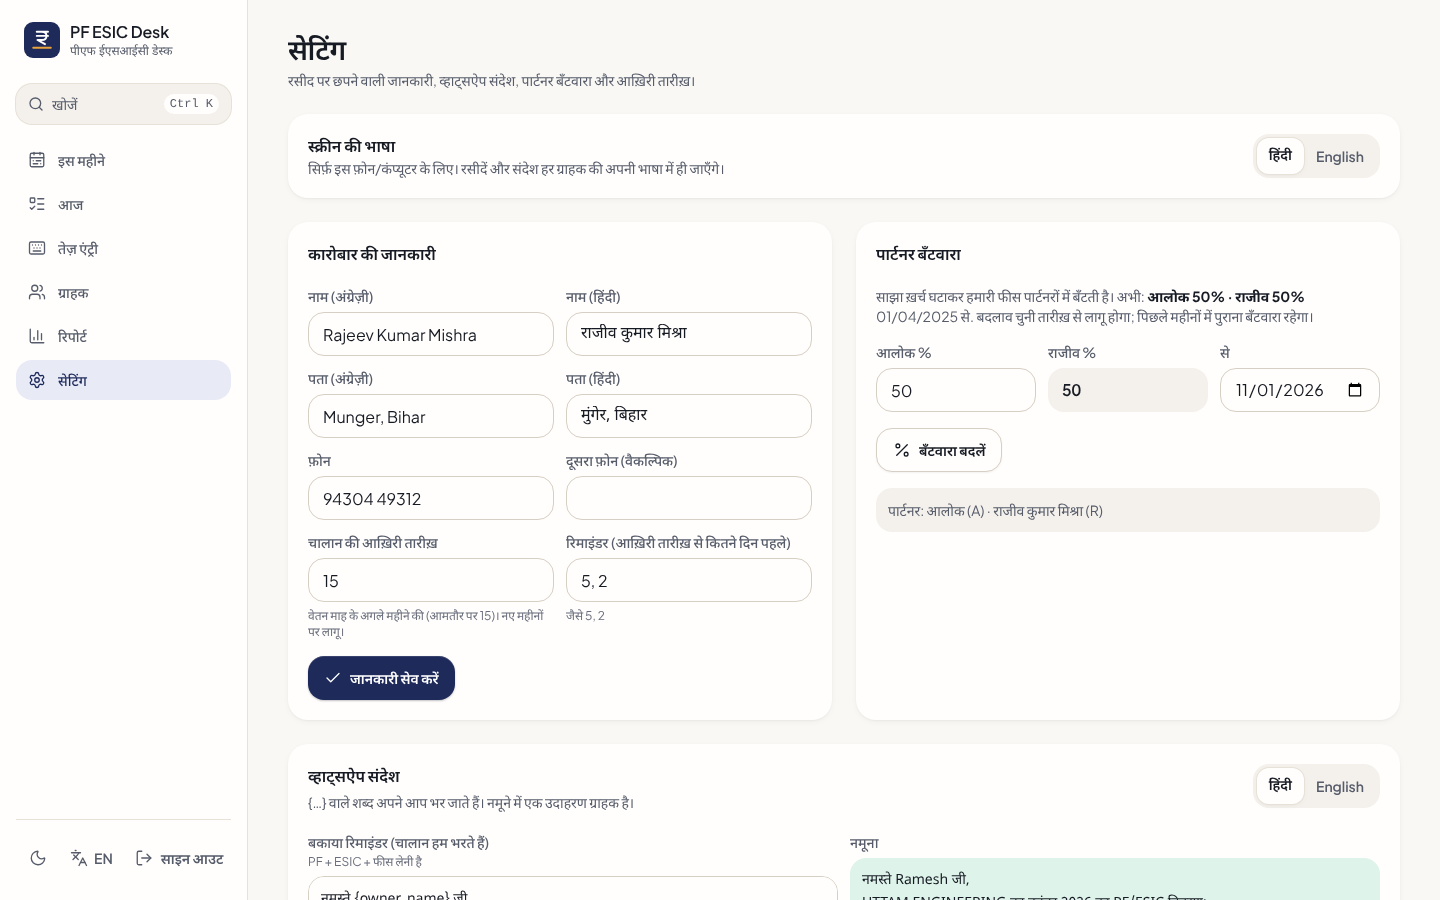 PF ESIC Desk
पीएफ ईएसआईसी डेस्क
खोजें
Ctrl K
इस महीने
आज
तेज़ एंट्री
ग्राहक
रिपोर्ट
सेटिंग
EN
साइन आउट
सेटिंग
रसीद पर छपने वाली जानकारी, व्हाट्सऐप संदेश, पार्टनर बँटवारा और आख़िरी तारीख़।
स्क्रीन की भाषा
सिर्फ़ इस फ़ोन/कंप्यूटर के लिए। रसीदें और संदेश हर ग्राहक की अपनी भाषा में ही जाएँगे।
हिंदी English
कारोबार की जानकारी
नाम (अंग्रेज़ी) नाम (हिंदी)
Rajeev Kumar Mishra राजीव कुमार मिश्रा
पता (अंग्रेज़ी) पता (हिंदी)
Munger, Bihar मुंगेर, बिहार
फ़ोन दूसरा फ़ोन (वैकल्पिक)
94304 49312
चालान की आख़िरी तारीख़ रिमाइंडर (आख़िरी तारीख़ से कितने दिन पहले)
15 5, 2
वेतन माह के अगले महीने की (आमतौर पर 15)। नए महीनों जैसे 5, 2
पर लागू।
जानकारी सेव करें
पार्टनर बँटवारा
साझा ख़र्च घटाकर हमारी फीस पार्टनरों में बँटती है। अभी: आलोक 50% · राजीव 50%
01/04/2025 से. बदलाव चुनी तारीख़ से लागू होगा; पिछले महीनों में पुराना बँटवारा रहेगा।
आलोक % राजीव % से
50 50 11/01/2026
बँटवारा बदलें
पार्टनर: आलोक (A) · राजीव कुमार मिश्रा (R)
व्हाट्सऐप संदेश
{...} वाले शब्द अपने आप भर जाते हैं। नमूने में एक उदाहरण ग्राहक है।
हिंदी English
बकाया रिमाइंडर (चालान हम भरते हैं) नमूना
PF + ESIC + फीस लेनी है
नमस्ते {owner_name} जी
नमस्ते Ramesh जी,